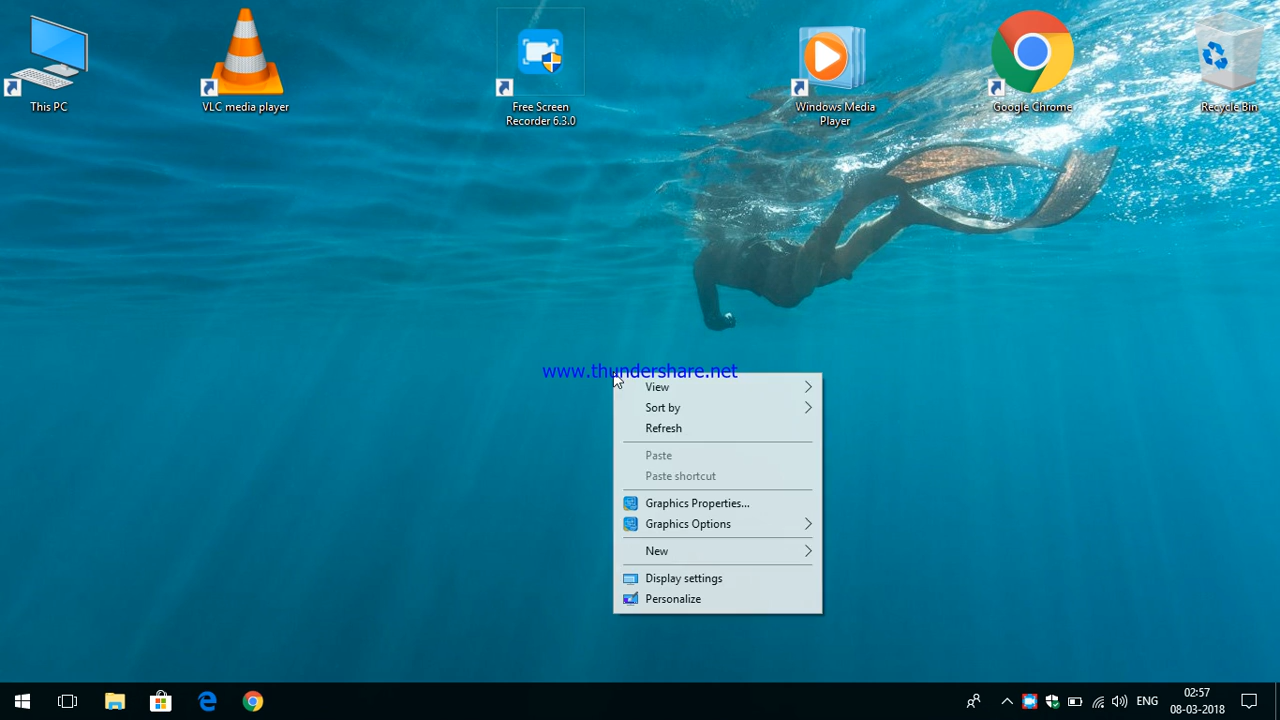 This PC
VLC media player
Free Screen
Recorder 6.3.0
Windows Media
Player
Google Chrome
Recycle Bin
www.thundershare.net
View
Sort by
Refresh
Paste
Paste shortcut
Graphics Properties...
Graphics Options
New
Display settings
Personalize
ENG
02:57
08-03-2018